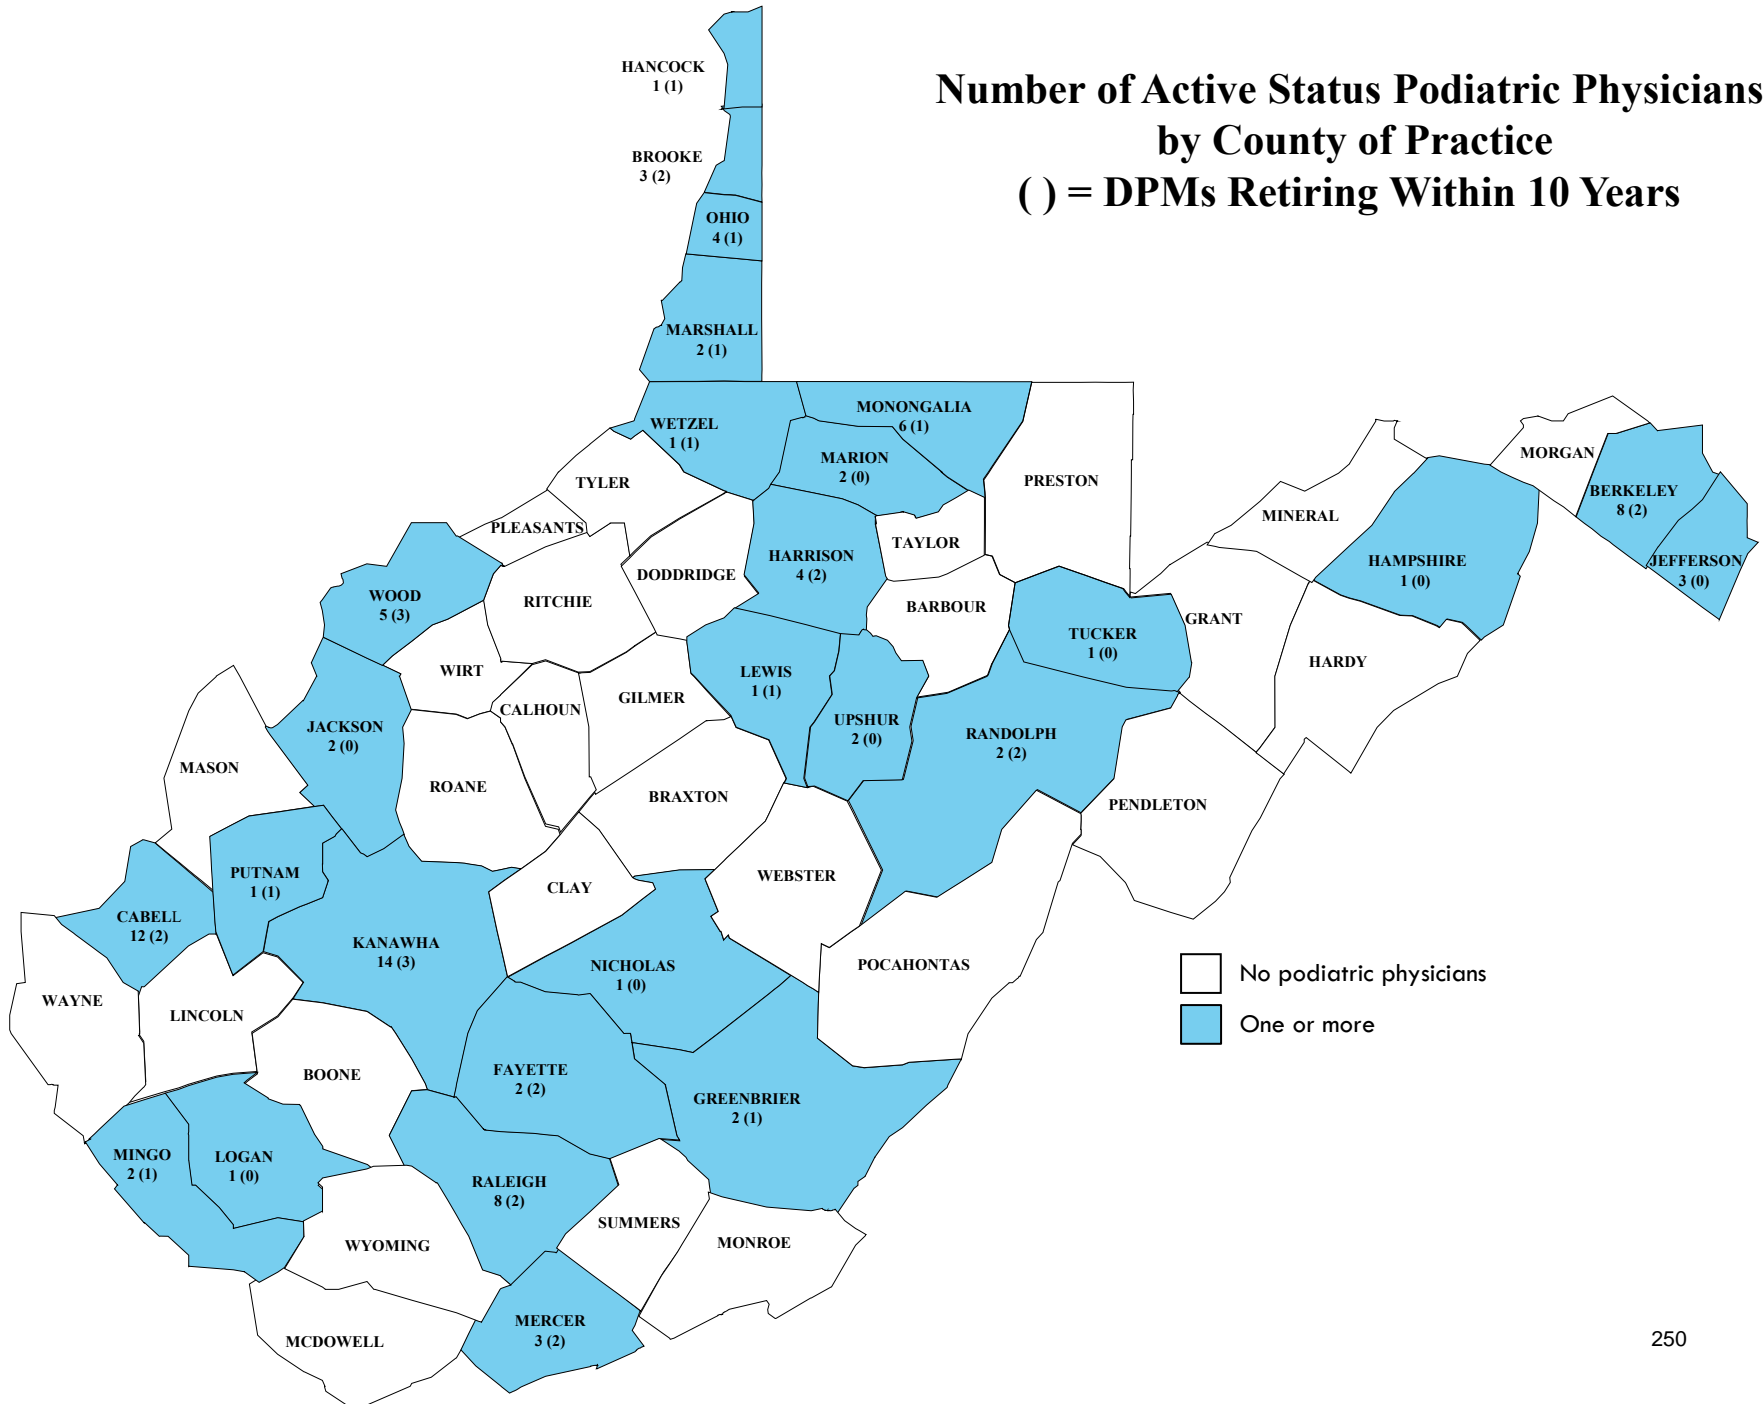 Number of Active Status Podiatric Physicians
by County of Practice
( ) = DPMs Retiring Within 10 Years
HANCOCK
1 (1)
BROOKE
3 (2)
OHIO
4 (1)
MARSHALL
2 (1)
WETZEL
1 (1)
MONONGALIA
6 (1)
MARION
2 (0)
PRESTON
TYLER
PLEASANTS
MORGAN
BERKELEY
8 (2)
JEFFERSON
3 (0)
MINERAL
HAMPSHIRE
1 (0)
HARRISON
4 (2)
TAYLOR
DODDRIDGE
WOOD
5 (3)
RITCHIE
BARBOUR
TUCKER
1 (0)
GRANT
HARDY
WIRT
LEWIS
1 (1)
GILMER
CALHOUN
UPSHUR
2 (0)
RANDOLPH
2 (2)
JACKSON
2 (0)
MASON
ROANE
BRAXTON
PENDLETON
PUTNAM
1 (1)
CLAY
WEBSTER
CABELL
12 (2)
KANAWHA
14 (3)
NICHOLAS
1 (0)
POCAHONTAS
WAYNE
LINCOLN
BOONE
FAYETTE
2 (2)
GREENBRIER
2 (1)
MINGO
2 (1)
LOGAN
1 (0)
RALEIGH
8 (2)
SUMMERS
MONROE
WYOMING
MERCER
3 (2)
MCDOWELL
No podiatric physicians
One or more
250